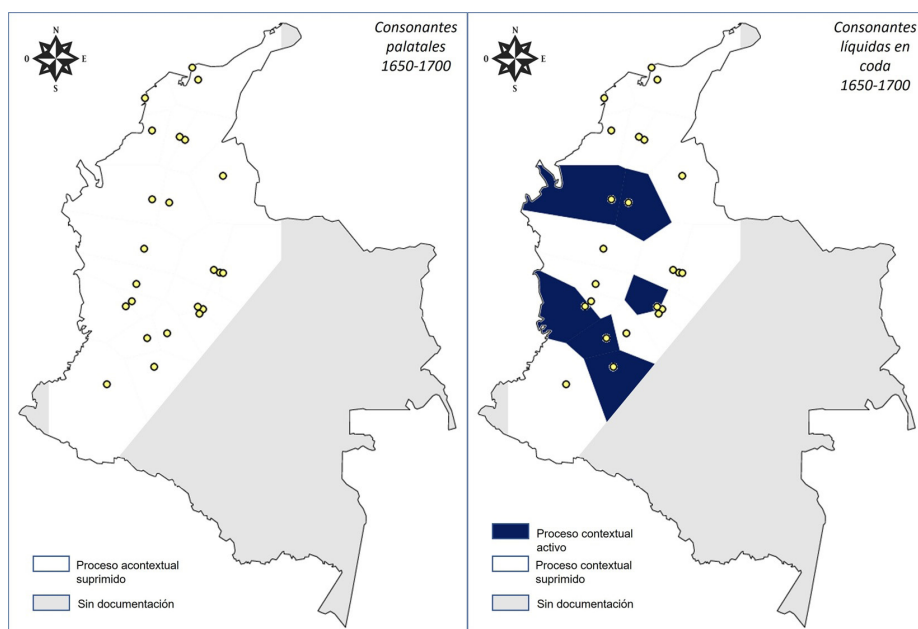 Consonantes
palatales
1650-1700
N
O E
S
Proceso acontextual
suprimido
Sin documentación
Consonantes
líquidas en
coda
1650-1700
N
O E
S
Proceso contextual
activo
Proceso contextual
suprimido
Sin documentación